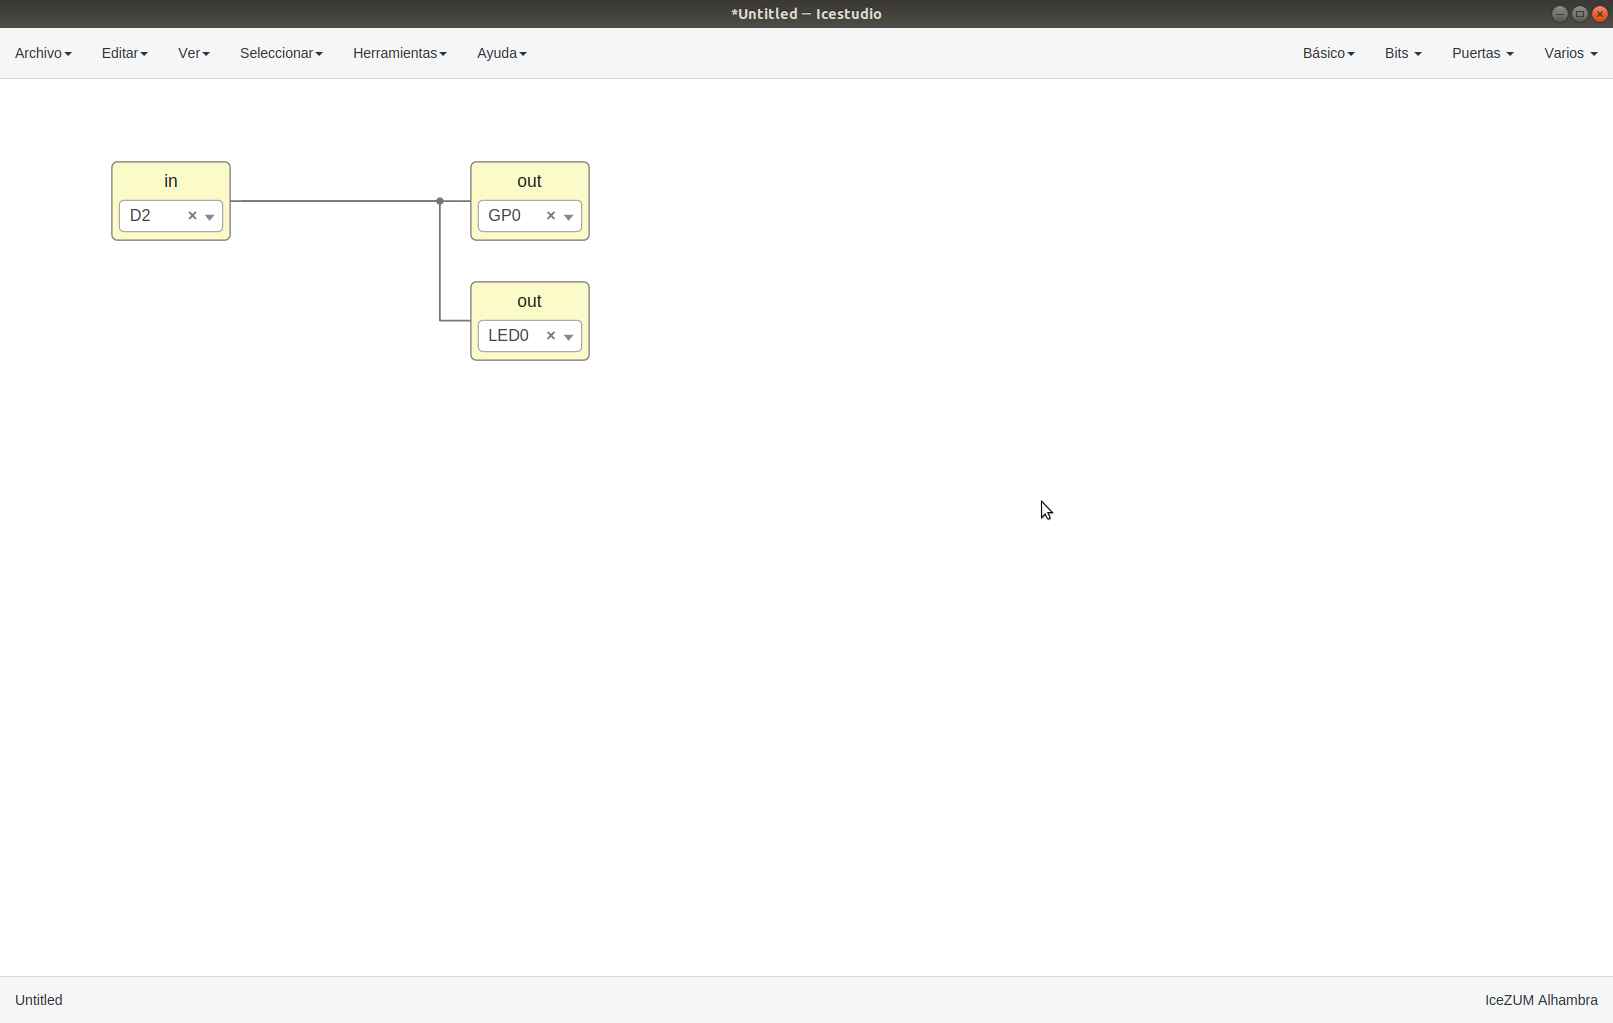 *Untitled — Icestudio
Archivo Editar Ver Seleccionar Herramientas Ayuda Básico Bits Puertas Varios
in
D2
out
GP0
out
LED0
Untitled
IceZUM Alhambra